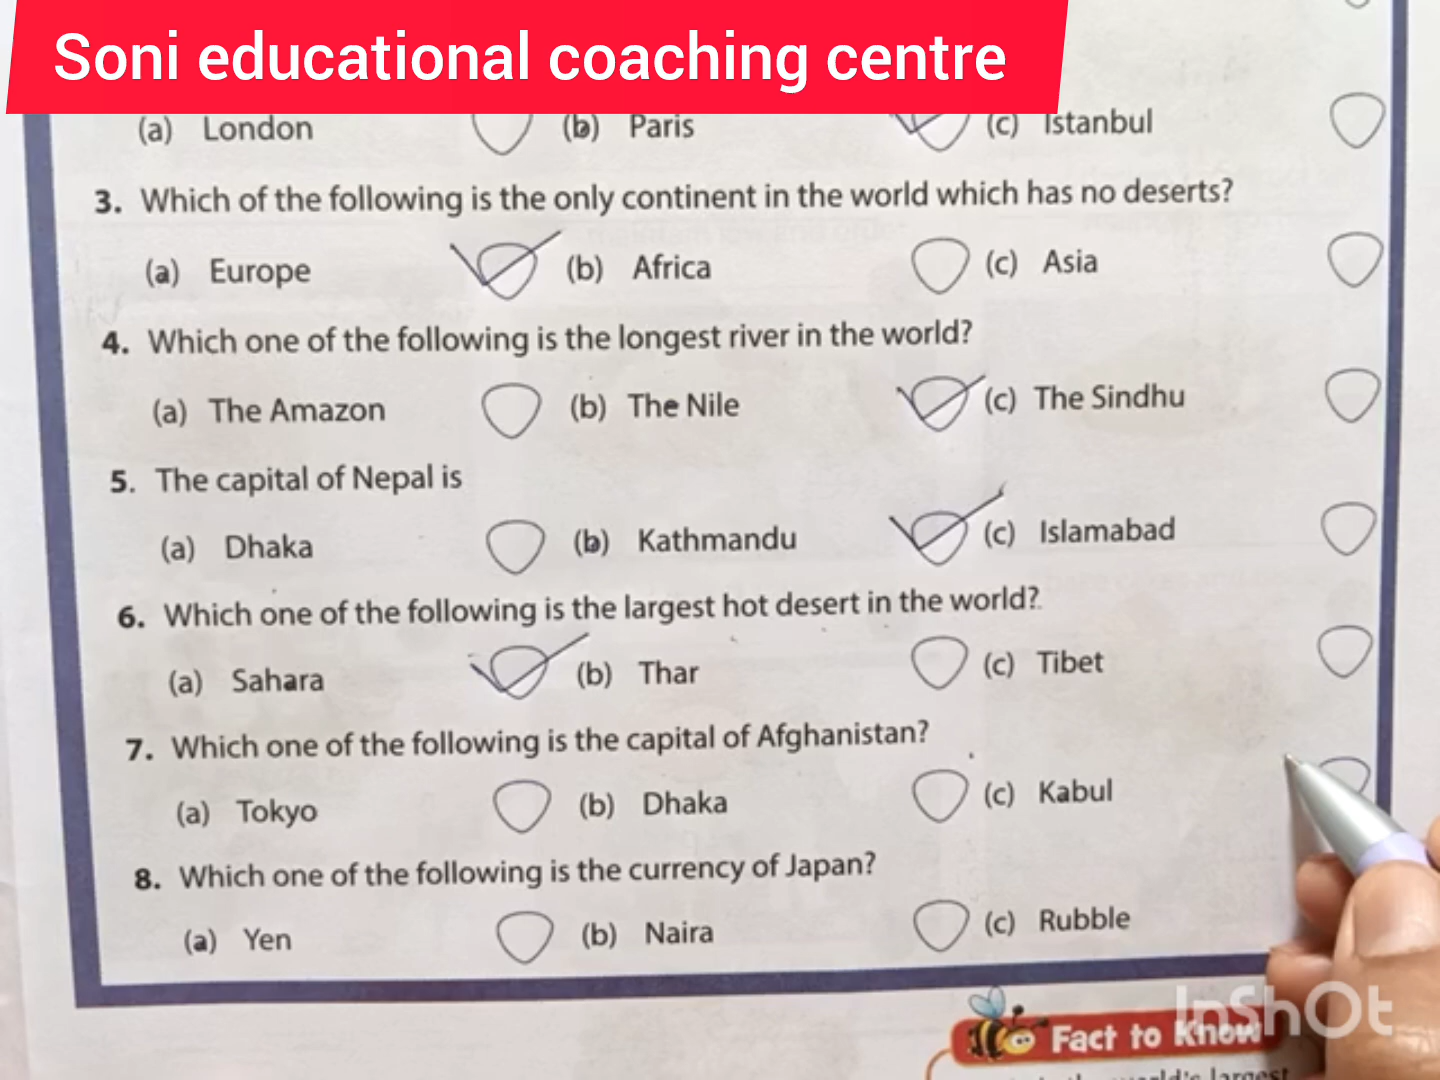 Soni educational coaching centre
(a) London (b) Paris (c) Istanbul
3. Which of the following is the only continent in the world which has no deserts?
(a) Europe (b) Africa (c) Asia
4. Which one of the following is the longest river in the world?
(a) The Amazon (b) The Nile (c) The Sindhu
5. The capital of Nepal is
(a) Dhaka (b) Kathmandu (c) Islamabad
6. Which one of the following is the largest hot desert in the world?
(a) Sahara (b) Thar (c) Tibet
7. Which one of the following is the capital of Afghanistan?
(a) Tokyo (b) Dhaka (c) Kabul
8. Which one of the following is the currency of Japan?
(a) Yen (b) Naira (c) Rubble
InShOt
Fact to Know
largest